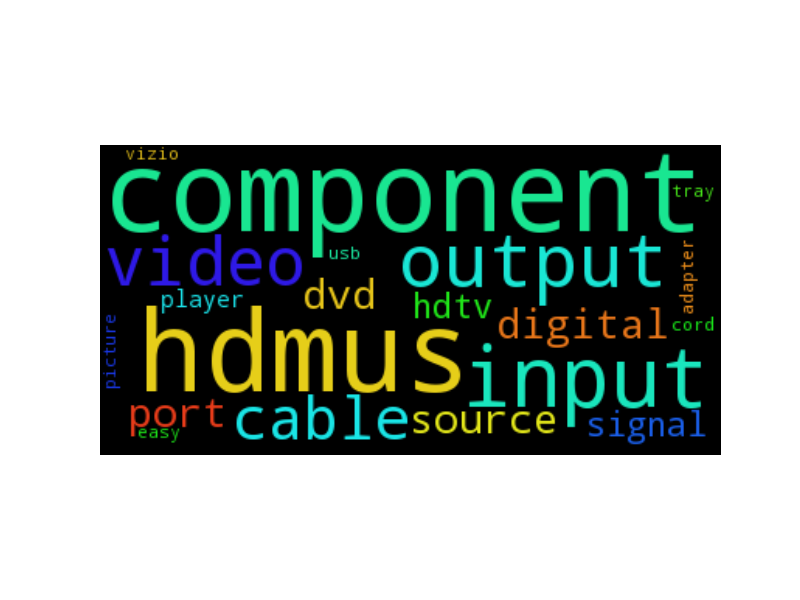 vizio
component
tray
video
usb
output
adapter
player
dvd
hdtv
digital
cord
picture
hdmus
input
port
cable
source
signal
easy